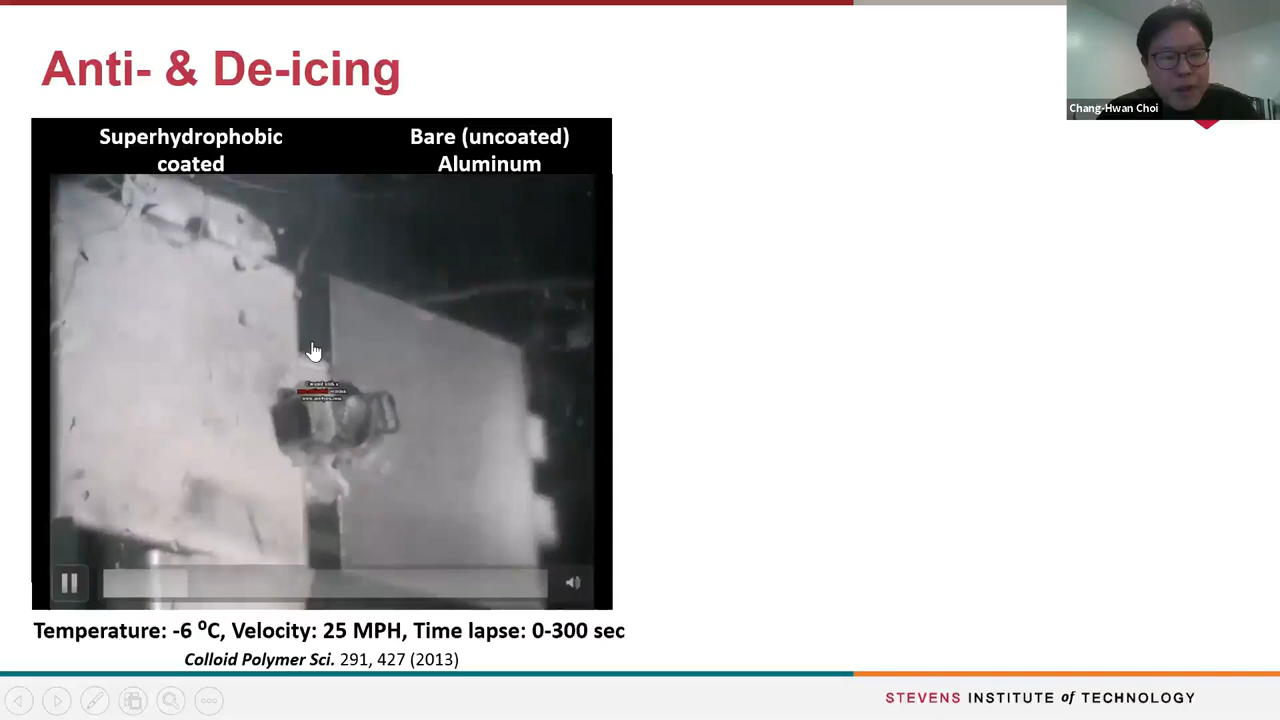 Anti- & De-icing
Chang-Hwan Choi
Superhydrophobic
coated
Bare (uncoated)
Aluminum
Temperature: -6 ⁰C, Velocity: 25 MPH, Time lapse: 0-300 sec
Colloid Polymer Sci. 291, 427 (2013)
STEVENS INSTITUTE of TECHNOLOGY